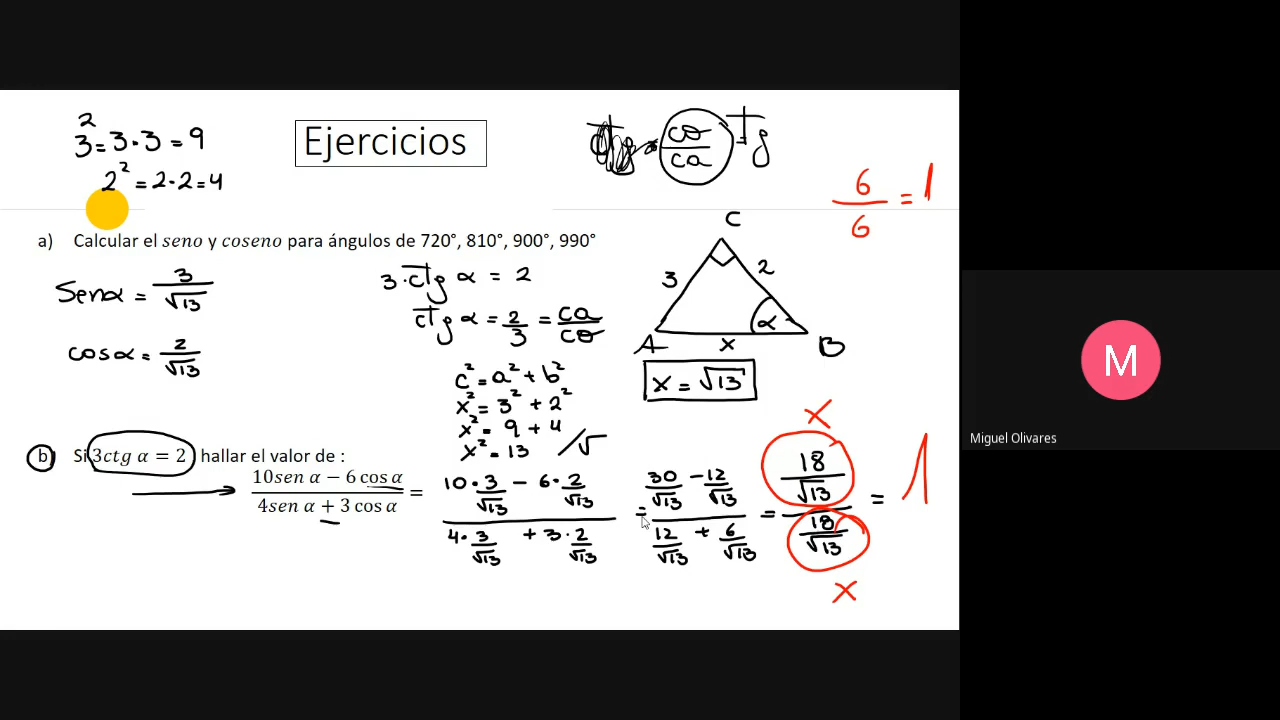 3² = 3 · 3 = 9
2² = 2 · 2 = 4
Ejercicios
= co/ca = Tg
6/6 = 1
a) Calcular el seno y coseno para ángulos de 720°, 810°, 900°, 990°
Senα = 3/√13
cosα = 2/√13
3 · cTg α = 2
cTg α = 2/3 = ca/co
c² = a² + b²
x² = 3² + 2²
x² = 9 + 4
x² = 13 /√
C
3
2
α
A
x
B
x = √13
b) Si 3ctg α = 2 hallar el valor de :
(10sen α − 6 cos α)/(4sen α + 3 cos α) = (10 · 3/√13 − 6 · 2/√13)/(4 · 3/√13 + 3 · 2/√13) = (30/√13 − 12/√13)/(12/√13 + 6/√13) = (18/√13)/(18/√13) = 1
x
x
M
Miguel Olivares